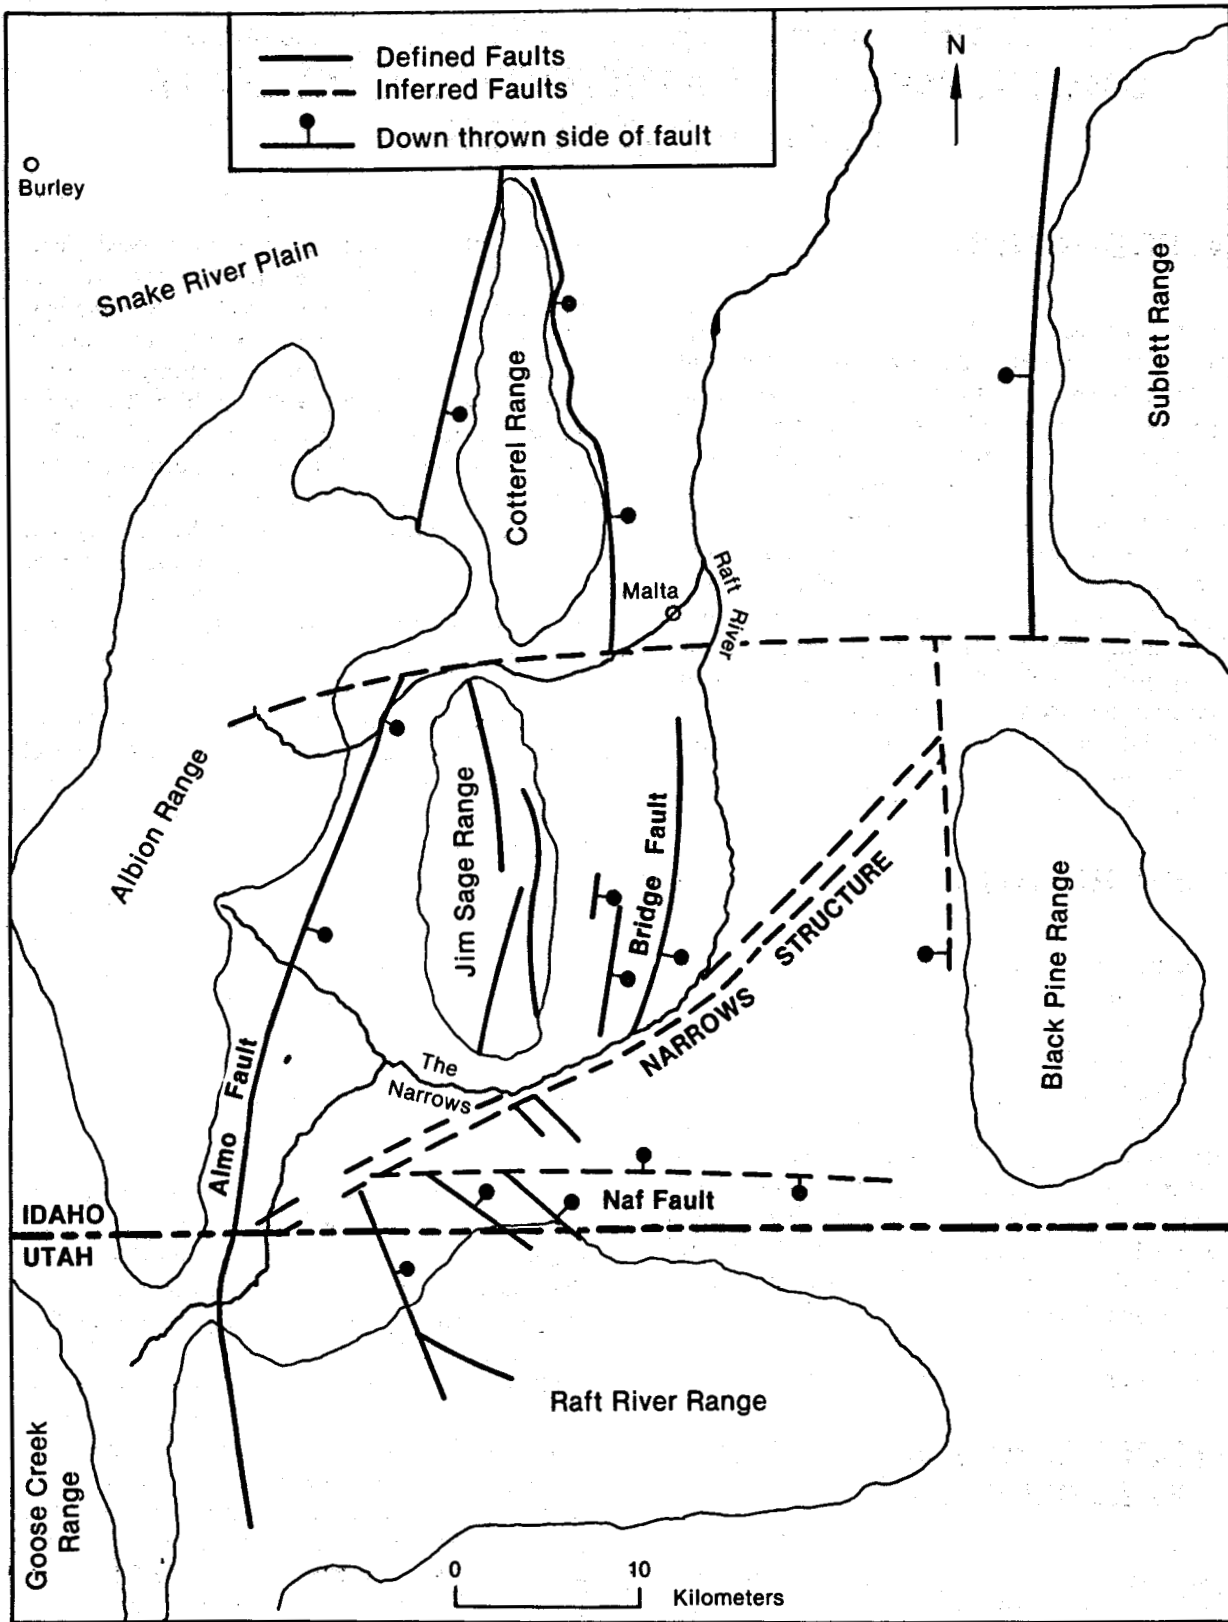 Defined Faults
Inferred Faults
Down thrown side of fault
N
Burley
Snake River Plain
Sublett Range
Cotterel Range
Malta
Raft River
Albion Range
Jim Sage Range
Bridge Fault
NARROWS STRUCTURE
Black Pine Range
The
Narrows
Almo Fault
Naf Fault
IDAHO
UTAH
Raft River Range
Goose Creek
Range
0 10
Kilometers